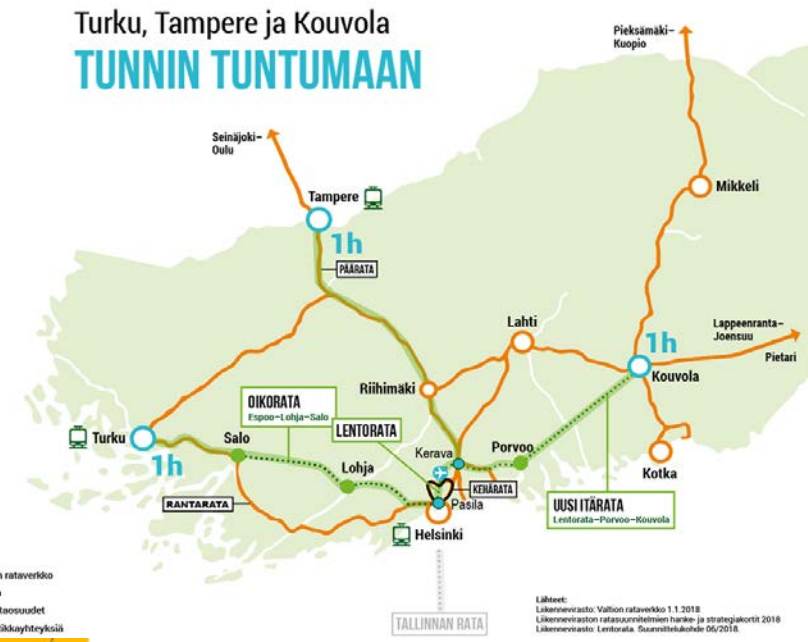 Turku, Tampere ja Kouvola
TUNNIN TUNTUMAAN
Pieksämäki–
Kuopio
Seinäjoki–
Oulu
Mikkeli
Tampere
1h
PÄÄRATA
Lahti
Lappeenranta–
Joensuu
Pietari
1h
Kouvola
Riihimäki
OIKORATA
Espoo–Lohja–Salo
LENTORATA
Turku
1h
Salo
Kerava
Porvoo
Lohja
KEHÄRATA
Kotka
RANTARATA
Pasila
UUSI ITÄRATA
Lentorata–Porvoo–Kouvola
Helsinki
n rataverkko
taosuudet
tikkayhteyksiä
TALLINNAN RATA
Lähteet:
Liikennevirasto: Valtion rataverkko 1.1.2018
Liikenneviraston ratasuunnitelmien hanke- ja strategiakortit 2018
Liikennevirasto: Lentorata. Suunnittelukohde 06/2018.